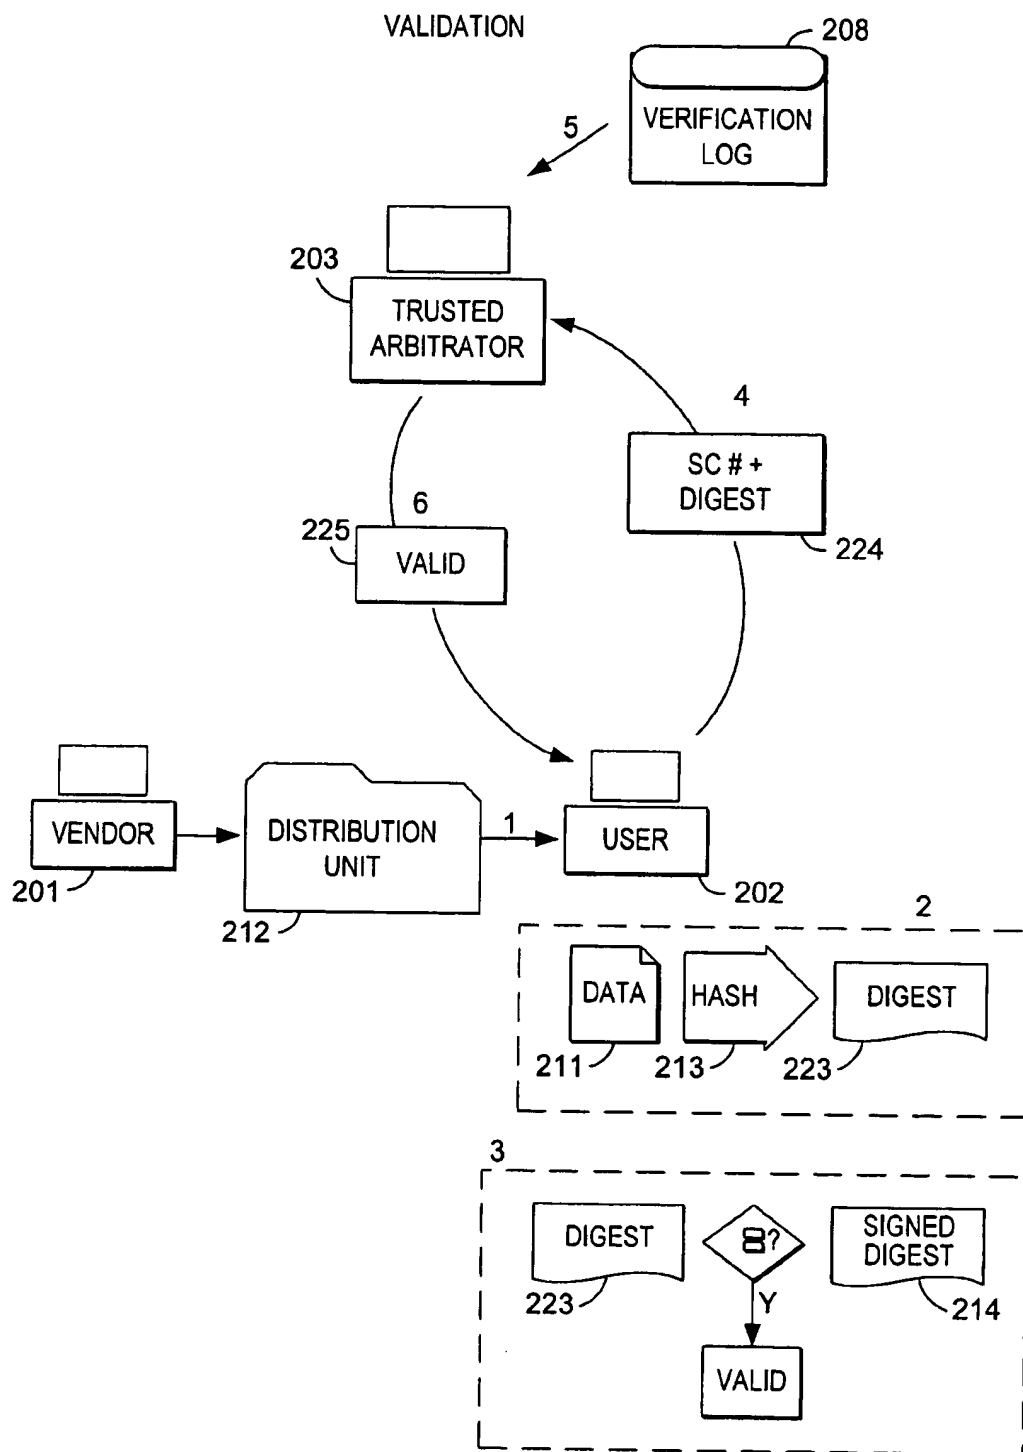 VALIDATION
208
VERIFICATION
LOG
5
203
TRUSTED
ARBITRATOR
4
SC # +
DIGEST
224
6
225
VALID
VENDOR
201
DISTRIBUTION
UNIT
212
1
USER
202
2
DATA
211
HASH
213
DIGEST
223
3
DIGEST
223
=?
SIGNED
DIGEST
214
Y
VALID